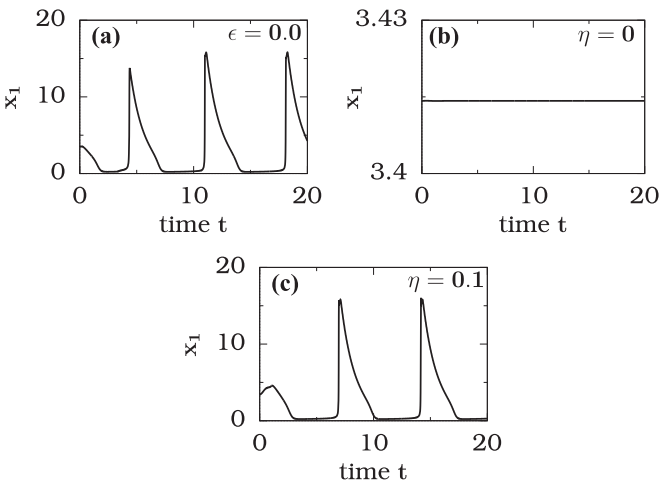 (a) ϵ = 0.0
20
10
0
x₁
0 10 20
time t
(b) η = 0
3.43
3.4
x₁
0 10 20
time t
(c) η = 0.1
20
10
0
x₁
0 10 20
time t